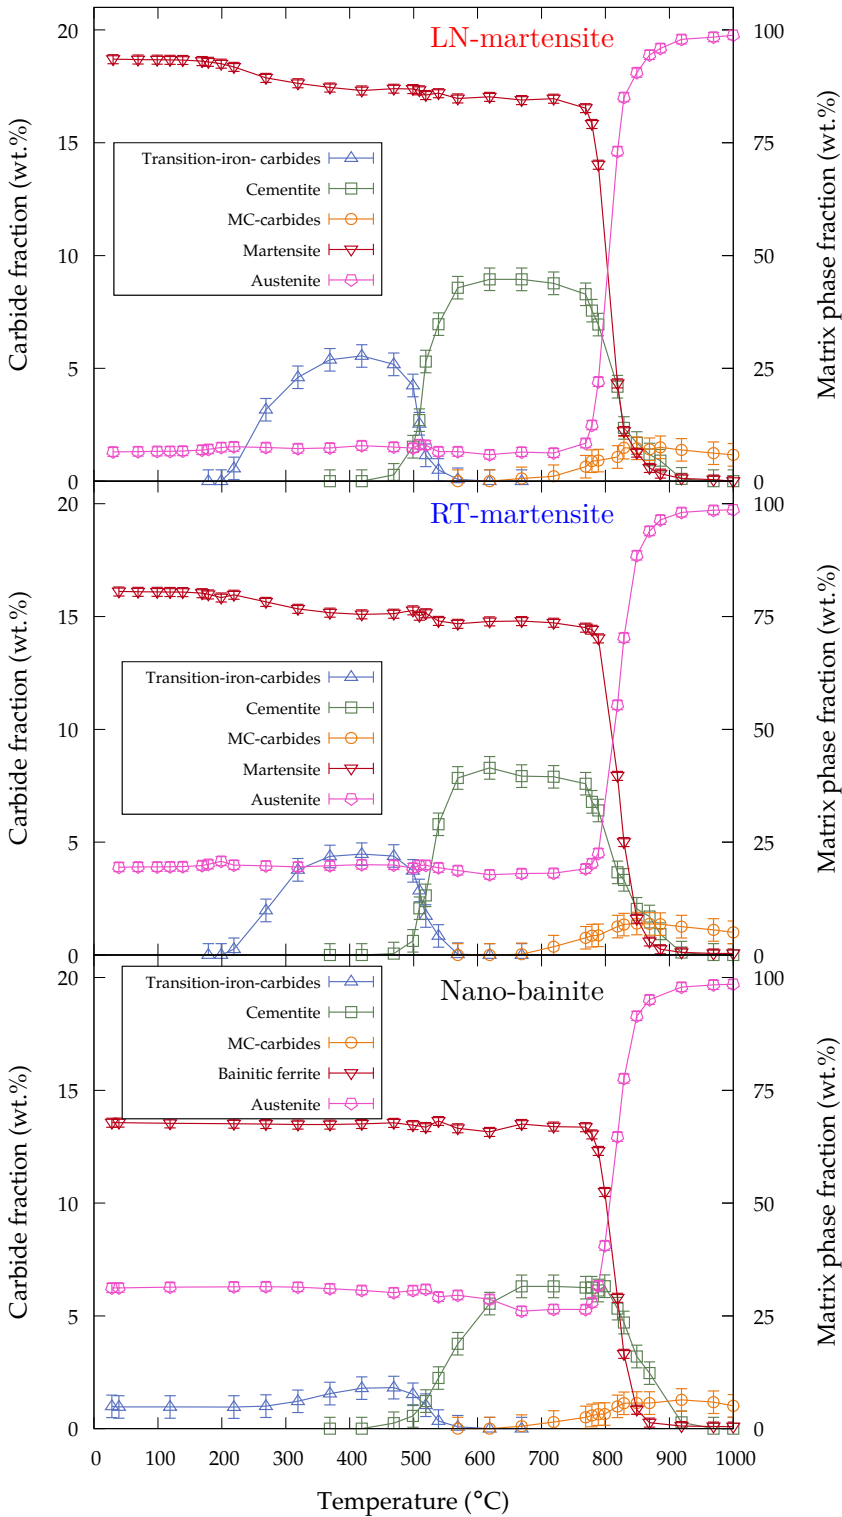 LN-martensite
Carbide fraction (wt.%)
Matrix phase fraction (wt.%)
20
15
10
5
0
100
75
50
25
0
Transition-iron- carbides
Cementite
MC-carbides
Martensite
Austenite
RT-martensite
Carbide fraction (wt.%)
Matrix phase fraction (wt.%)
20
15
10
5
0
100
75
50
25
0
Transition-iron-carbides
Cementite
MC-carbides
Martensite
Austenite
Nano-bainite
Carbide fraction (wt.%)
Matrix phase fraction (wt.%)
20
15
10
5
0
100
75
50
25
0
Transition-iron-carbides
Cementite
MC-carbides
Bainitic ferrite
Austenite
0 100 200 300 400 500 600 700 800 900 1000
Temperature (°C)